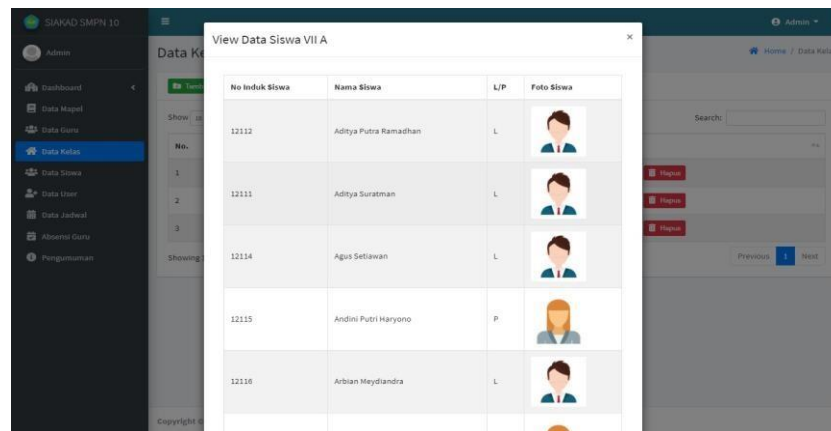 SIAKAD SMPN 10
Admin
Admin
Dashboard
Data Mapel
Data Guru
Data Kelas
Data Siswa
Data User
Data Jadwal
Absensi Guru
Pengumuman
Data Ke
Home / Data Kela
Show
Search:
No.
1
Hapus
2
Hapus
3
Hapus
Showing
Previous 1 Next
Copyright ©
View Data Siswa VII A ×
No Induk Siswa Nama Siswa L/P Foto Siswa
12112 Aditya Putra Ramadhan L
12111 Aditya Suratman L
12114 Agus Setiawan L
12115 Andini Putri Haryono P
12116 Arbian Meydiandra L